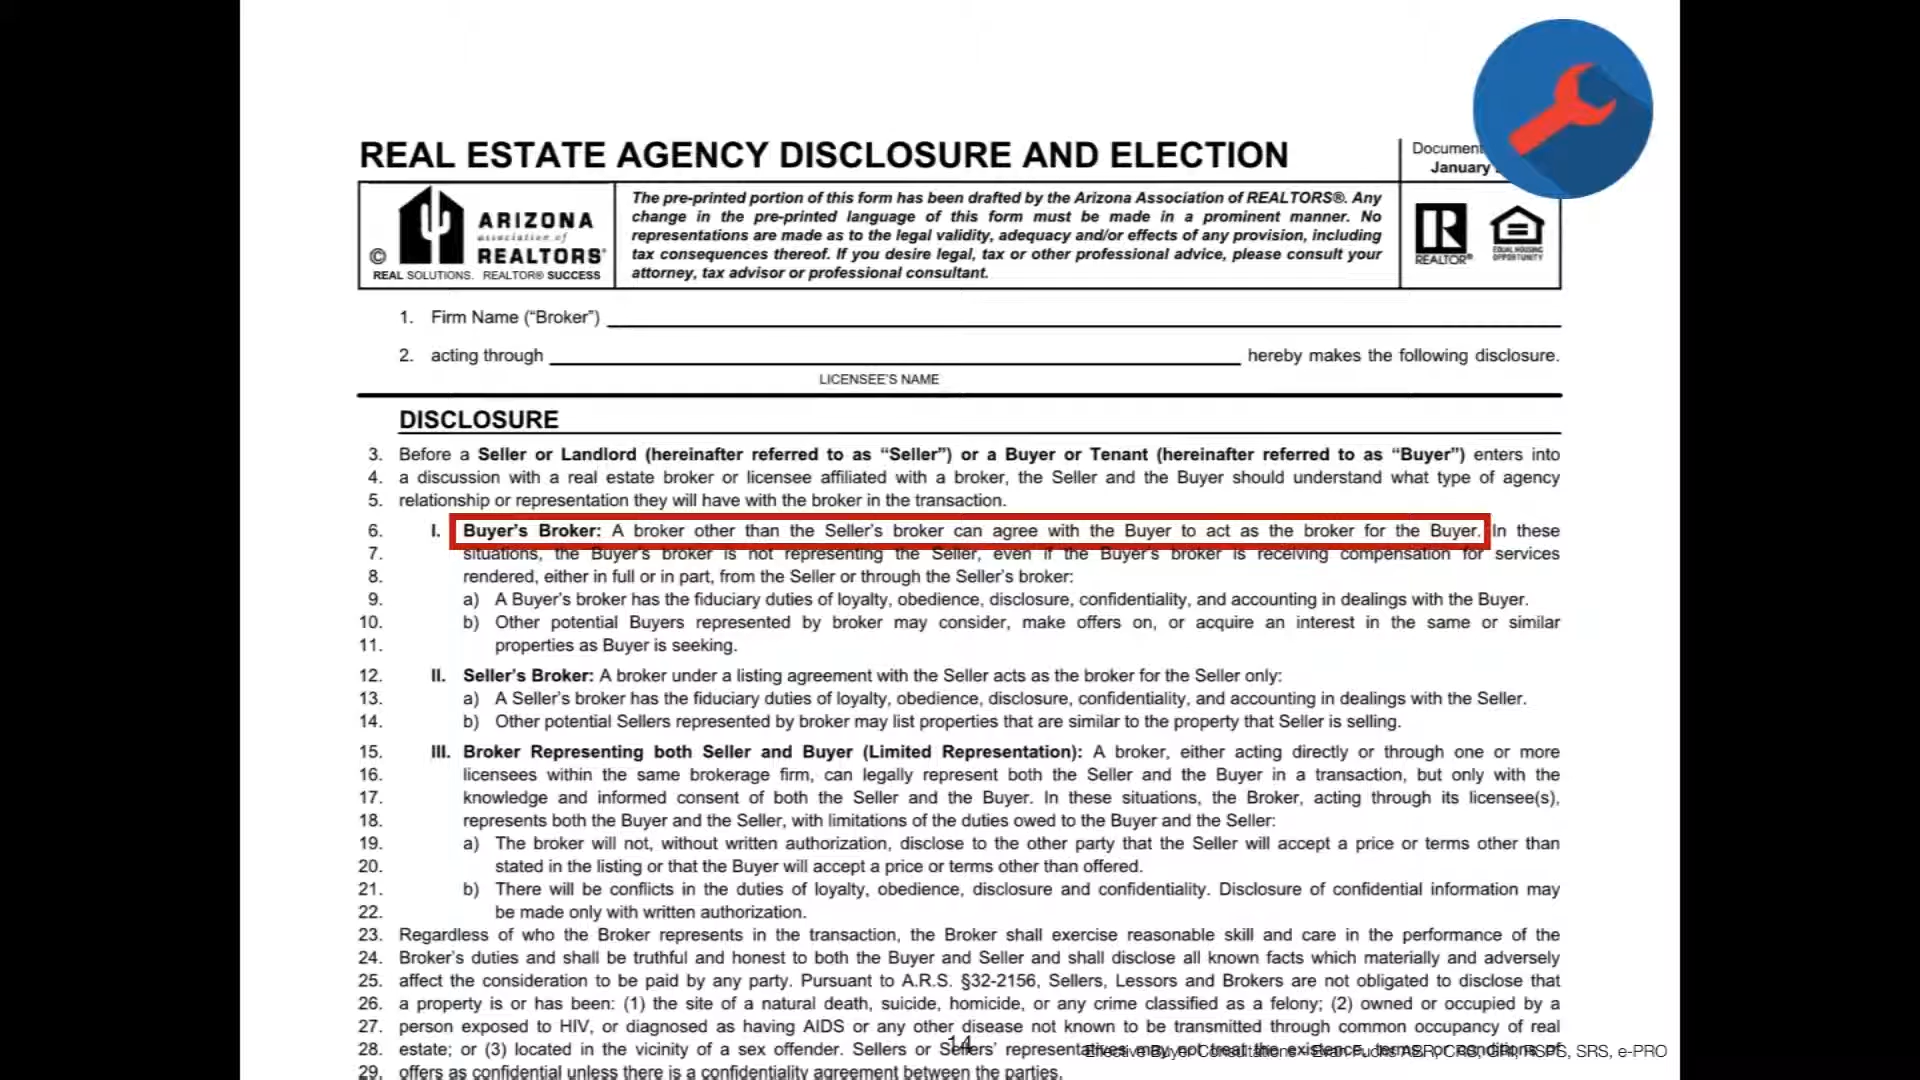 REAL ESTATE AGENCY DISCLOSURE AND ELECTION
Document
January
ARIZONA
association of
REALTORS®
©
REAL SOLUTIONS. REALTOR® SUCCESS
The pre-printed portion of this form has been drafted by the Arizona Association of REALTORS®. Any
change in the pre-printed language of this form must be made in a prominent manner. No
representations are made as to the legal validity, adequacy and/or effects of any provision, including
tax consequences thereof. If you desire legal, tax or other professional advice, please consult your
attorney, tax advisor or professional consultant.
REALTOR®
EQUAL HOUSING
OPPORTUNITY
1. Firm Name (“Broker”)
2. acting through hereby makes the following disclosure.
LICENSEE’S NAME
DISCLOSURE
3. Before a Seller or Landlord (hereinafter referred to as “Seller”) or a Buyer or Tenant (hereinafter referred to as “Buyer”) enters into
4. a discussion with a real estate broker or licensee affiliated with a broker, the Seller and the Buyer should understand what type of agency
5. relationship or representation they will have with the broker in the transaction.
6. I. Buyer’s Broker: A broker other than the Seller’s broker can agree with the Buyer to act as the broker for the Buyer. In these
7. situations, the Buyer’s broker is not representing the Seller, even if the Buyer’s broker is receiving compensation for services
8. rendered, either in full or in part, from the Seller or through the Seller’s broker:
9. a) A Buyer’s broker has the fiduciary duties of loyalty, obedience, disclosure, confidentiality, and accounting in dealings with the Buyer.
10. b) Other potential Buyers represented by broker may consider, make offers on, or acquire an interest in the same or similar
11. properties as Buyer is seeking.
12. II. Seller’s Broker: A broker under a listing agreement with the Seller acts as the broker for the Seller only:
13. a) A Seller’s broker has the fiduciary duties of loyalty, obedience, disclosure, confidentiality, and accounting in dealings with the Seller.
14. b) Other potential Sellers represented by broker may list properties that are similar to the property that Seller is selling.
15. III. Broker Representing both Seller and Buyer (Limited Representation): A broker, either acting directly or through one or more
16. licensees within the same brokerage firm, can legally represent both the Seller and the Buyer in a transaction, but only with the
17. knowledge and informed consent of both the Seller and the Buyer. In these situations, the Broker, acting through its licensee(s),
18. represents both the Buyer and the Seller, with limitations of the duties owed to the Buyer and the Seller:
19. a) The broker will not, without written authorization, disclose to the other party that the Seller will accept a price or terms other than
20. stated in the listing or that the Buyer will accept a price or terms other than offered.
21. b) There will be conflicts in the duties of loyalty, obedience, disclosure and confidentiality. Disclosure of confidential information may
22. be made only with written authorization.
23. Regardless of who the Broker represents in the transaction, the Broker shall exercise reasonable skill and care in the performance of the
24. Broker’s duties and shall be truthful and honest to both the Buyer and Seller and shall disclose all known facts which materially and adversely
25. affect the consideration to be paid by any party. Pursuant to A.R.S. §32-2156, Sellers, Lessors and Brokers are not obligated to disclose that
26. a property is or has been: (1) the site of a natural death, suicide, homicide, or any crime classified as a felony; (2) owned or occupied by a
27. person exposed to HIV, or diagnosed as having AIDS or any other disease not known to be transmitted through common occupancy of real
28. estate; or (3) located in the vicinity of a sex offender. Sellers or Sellers’ representatives may not treat the existence, terms, or conditions of
14
Effective Buyer Consultations - Evan Fuchs ABR, CRS, GRI, RSPS, SRS, e-PRO
29. offers as confidential unless there is a confidentiality agreement between the parties.